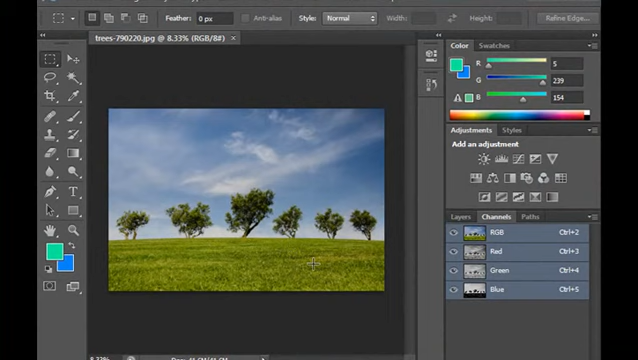 Feather: 0 px
Anti-alias
Style: Normal
Width:
Height:
Refine Edge...
trees-790220.jpg @ 8.33% (RGB/8#) ×
Color Swatches
R 5
G 239
B 154
Adjustments Styles
Add an adjustment
Layers Channels Paths
RGB Ctrl+2
Red Ctrl+3
Green Ctrl+4
Blue Ctrl+5